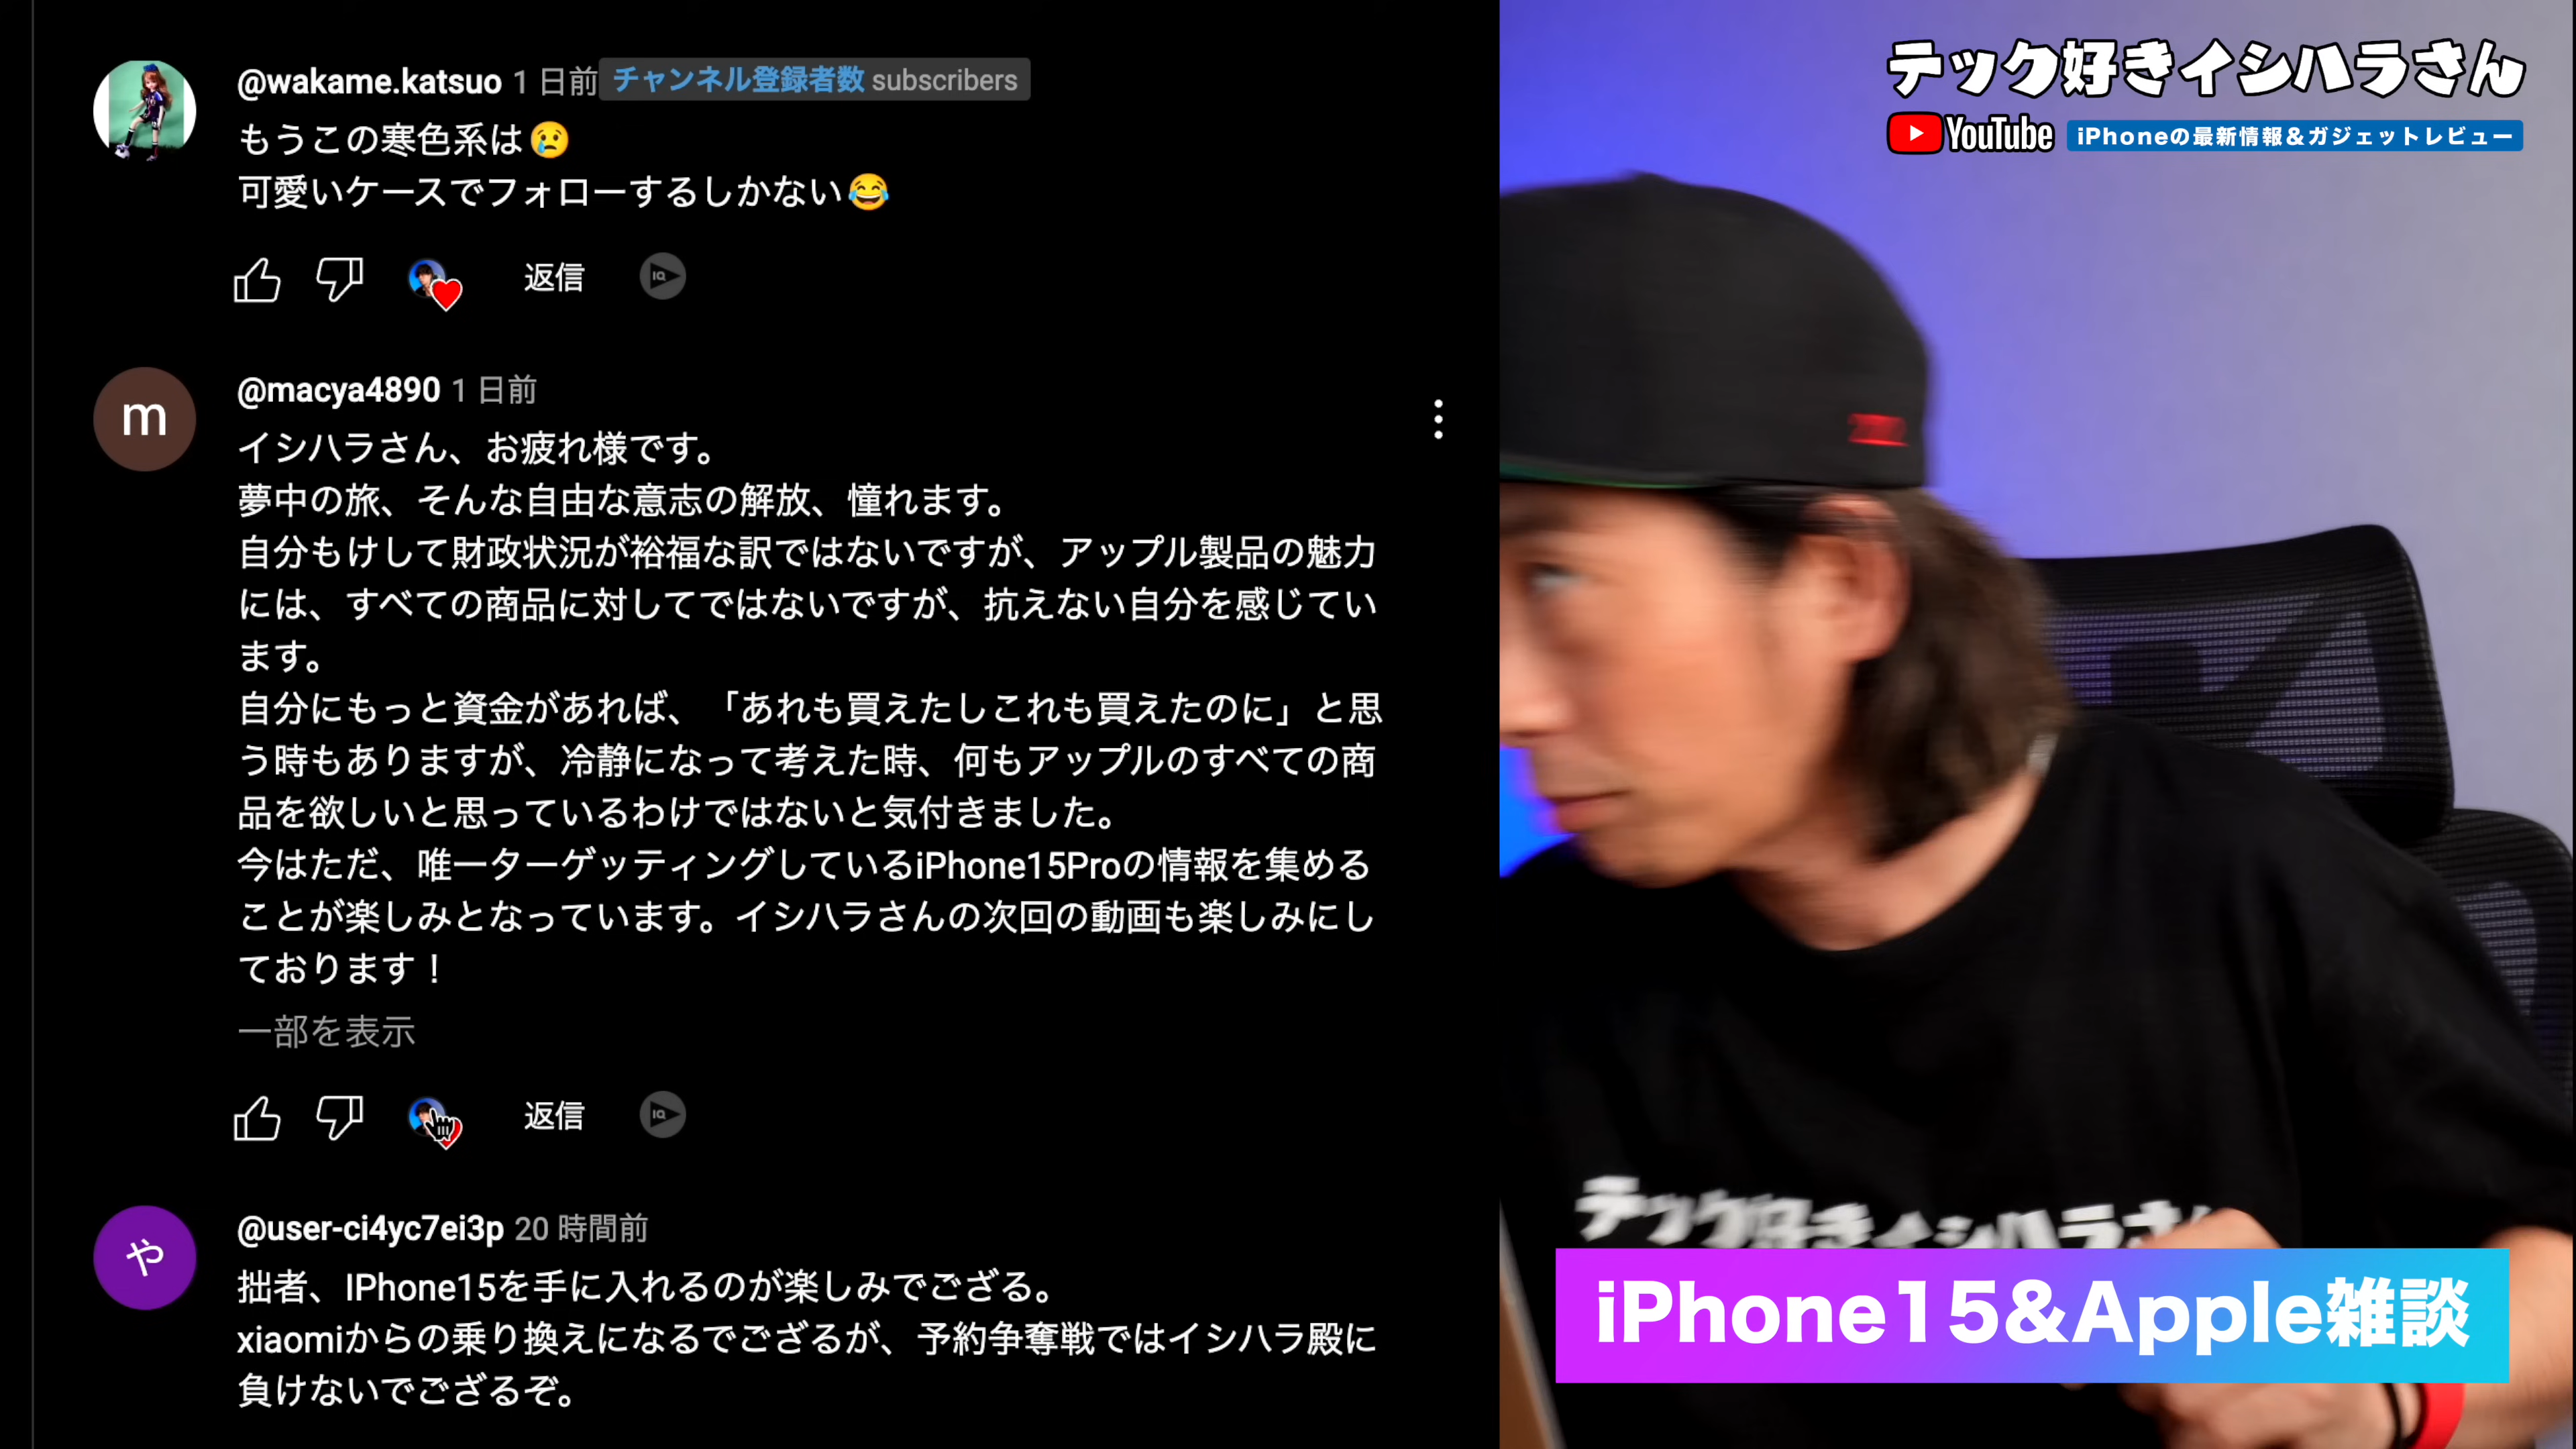 @wakame.katsuo 1 日前 チャンネル登録者数 subscribers
もうこの寒色系は😢
可愛いケースでフォローするしかない😂
返信
IQ
m
@macya4890 1 日前
イシハラさん、お疲れ様です。
夢中の旅、そんな自由な意志の解放、憧れます。
自分もけして財政状況が裕福な訳ではないですが、アップル製品の魅力
には、すべての商品に対してではないですが、抗えない自分を感じてい
ます。
自分にもっと資金があれば、「あれも買えたしこれも買えたのに」と思
う時もありますが、冷静になって考えた時、何もアップルのすべての商
品を欲しいと思っているわけではないと気付きました。
今はただ、唯一ターゲッティングしているiPhone15Proの情報を集める
ことが楽しみとなっています。イシハラさんの次回の動画も楽しみにし
ております！
一部を表示
返信
IQ
や
@user-ci4yc7ei3p 20 時間前
拙者、IPhone15を手に入れるのが楽しみでござる。
xiaomiからの乗り換えになるでござるが、予約争奪戦ではイシハラ殿に
負けないでござるぞ。
テック好きイシハラさん
YouTube iPhoneの最新情報&ガジェットレビュー
テック好きイシハラさん
iPhone15&Apple雑談